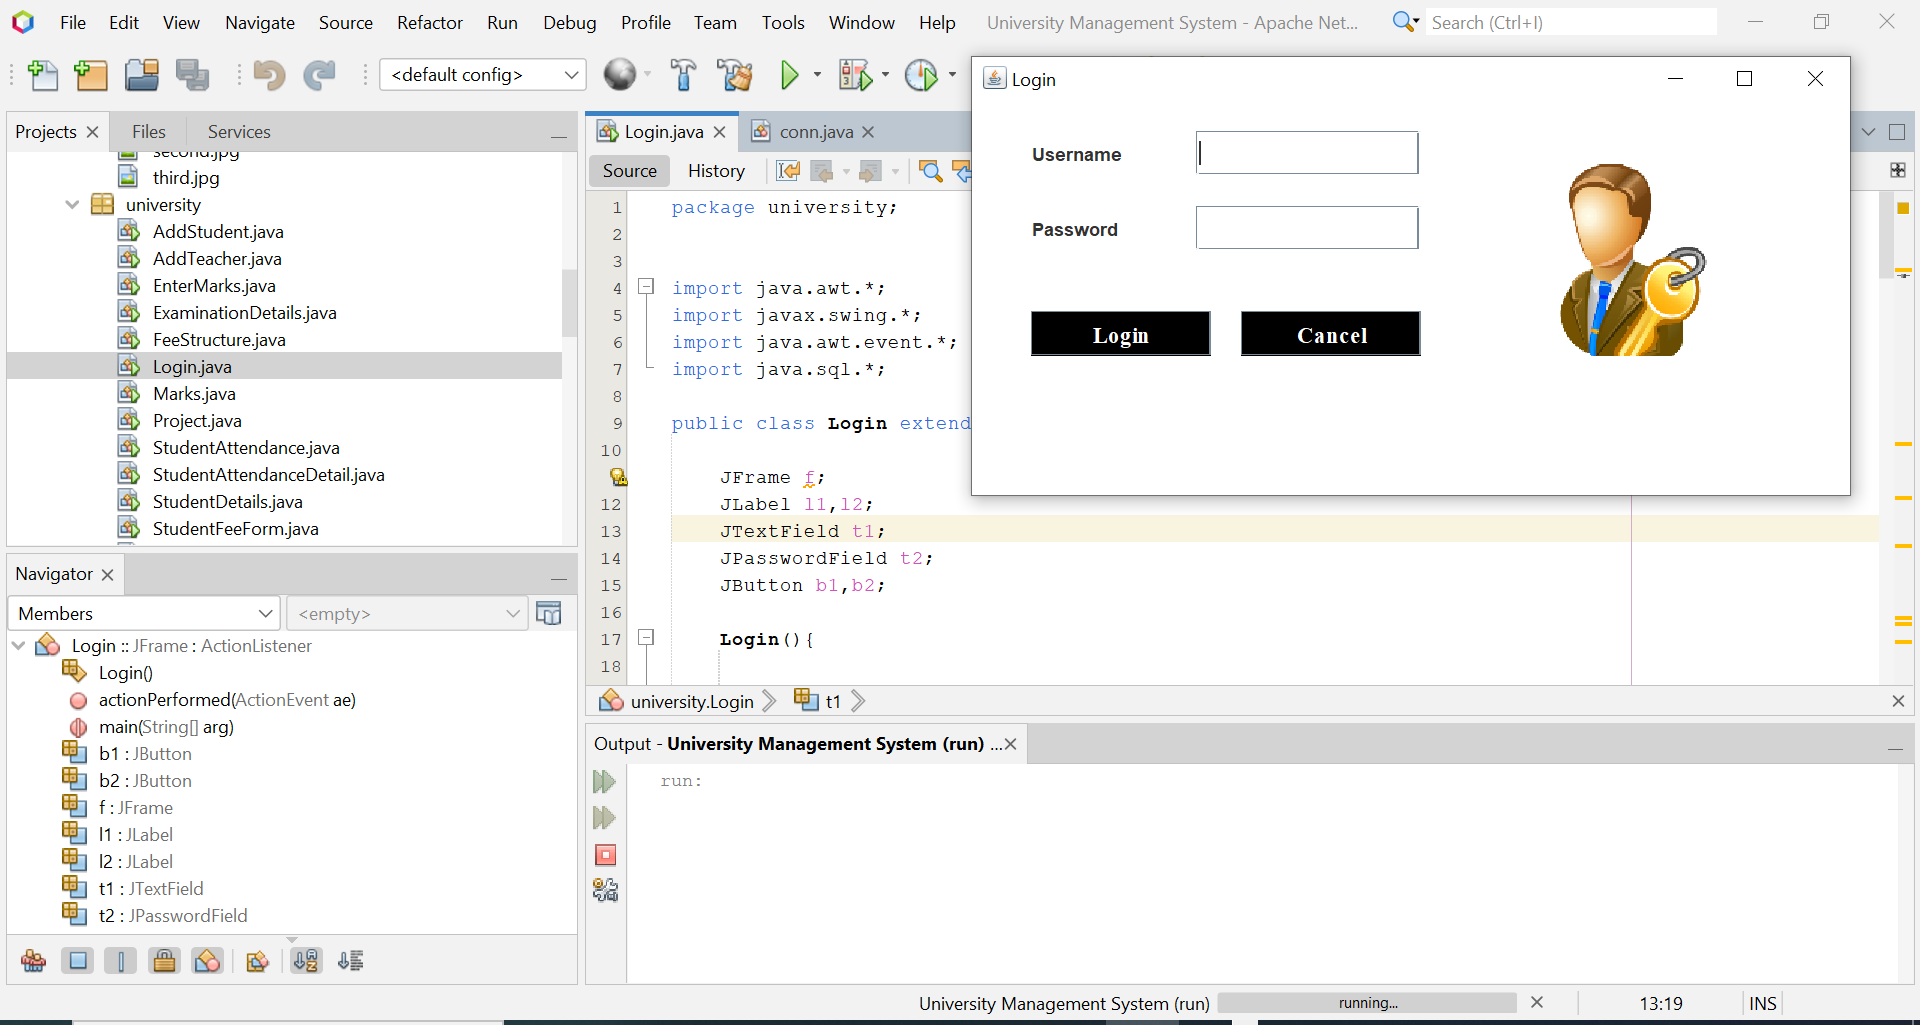 File Edit View Navigate Source Refactor Run Debug Profile Team Tools Window Help University Management System - Apache Net... Search (Ctrl+I)
<default config>
Projects Files Services
second.jpg
third.jpg
university
AddStudent.java
AddTeacher.java
EnterMarks.java
ExaminationDetails.java
FeeStructure.java
Login.java
Marks.java
Project.java
StudentAttendance.java
StudentAttendanceDetail.java
StudentDetails.java
StudentFeeForm.java
Navigator
Members <empty>
Login :: JFrame : ActionListener
Login()
actionPerformed(ActionEvent ae)
main(String[] arg)
b1 : JButton
b2 : JButton
f : JFrame
l1 : JLabel
l2 : JLabel
t1 : JTextField
t2 : JPasswordField
Login.java conn.java
Source History
1 package university;
2
3
4 import java.awt.*;
5 import javax.swing.*;
6 import java.awt.event.*;
7 import java.sql.*;
8
9 public class Login extend
10
JFrame f;
12 JLabel l1,l2;
13 JTextField t1;
14 JPasswordField t2;
15 JButton b1,b2;
16
17 Login(){
18
university.Login t1
Output - University Management System (run) ...
run:
Login
Username
Password
Login Cancel
University Management System (run) running... 13:19 INS